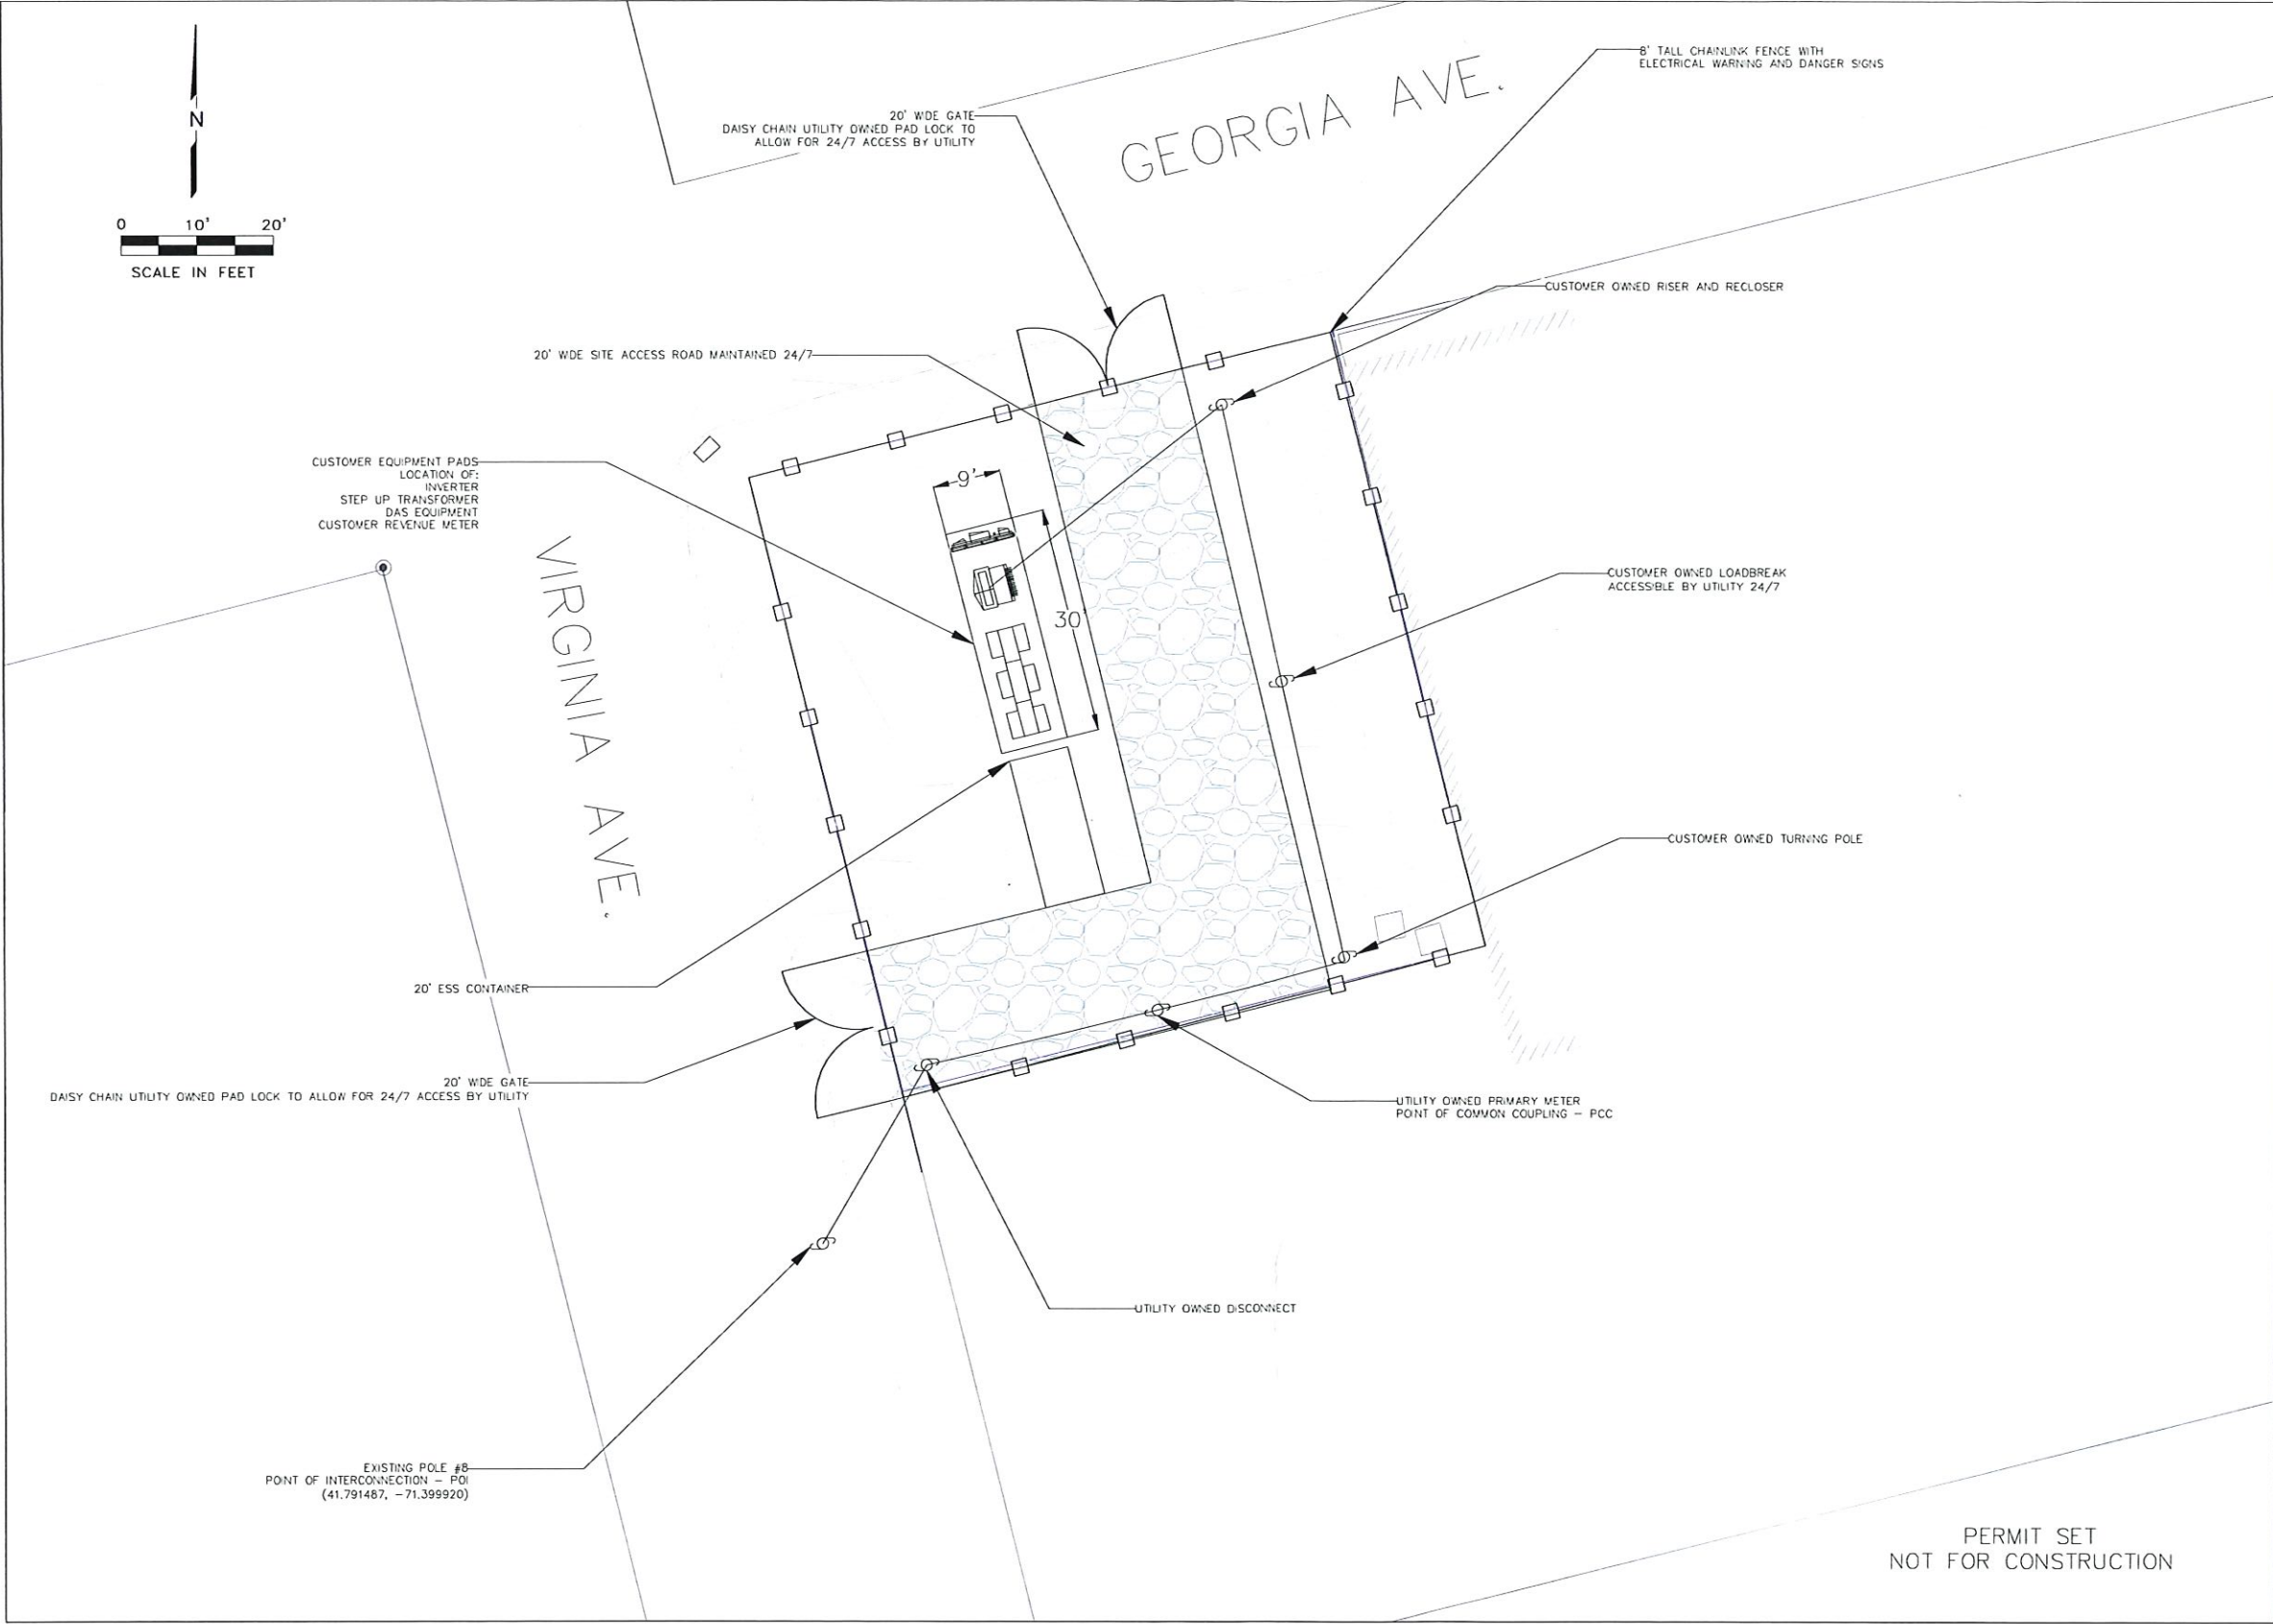 8' TALL CHAINLINK FENCE WITH
ELECTRICAL WARNING AND DANGER SIGNS
GEORGIA AVE.
20' WIDE GATE
DAISY CHAIN UTILITY OWNED PAD LOCK TO
ALLOW FOR 24/7 ACCESS BY UTILITY
N
0 10' 20'
SCALE IN FEET
CUSTOMER OWNED RISER AND RECLOSER
20' WIDE SITE ACCESS ROAD MAINTAINED 24/7
CUSTOMER EQUIPMENT PADS
LOCATION OF:
INVERTER
STEP UP TRANSFORMER
DAS EQUIPMENT
CUSTOMER REVENUE METER
9'
30'
VIRGINIA AVE.
CUSTOMER OWNED LOADBREAK
ACCESSIBLE BY UTILITY 24/7
CUSTOMER OWNED TURNING POLE
20' ESS CONTAINER
20' WIDE GATE
DAISY CHAIN UTILITY OWNED PAD LOCK TO ALLOW FOR 24/7 ACCESS BY UTILITY
UTILITY OWNED PRIMARY METER
POINT OF COMMON COUPLING - PCC
UTILITY OWNED DISCONNECT
EXISTING POLE #8
POINT OF INTERCONNECTION - POI
(41.791487, -71.399920)
PERMIT SET
NOT FOR CONSTRUCTION